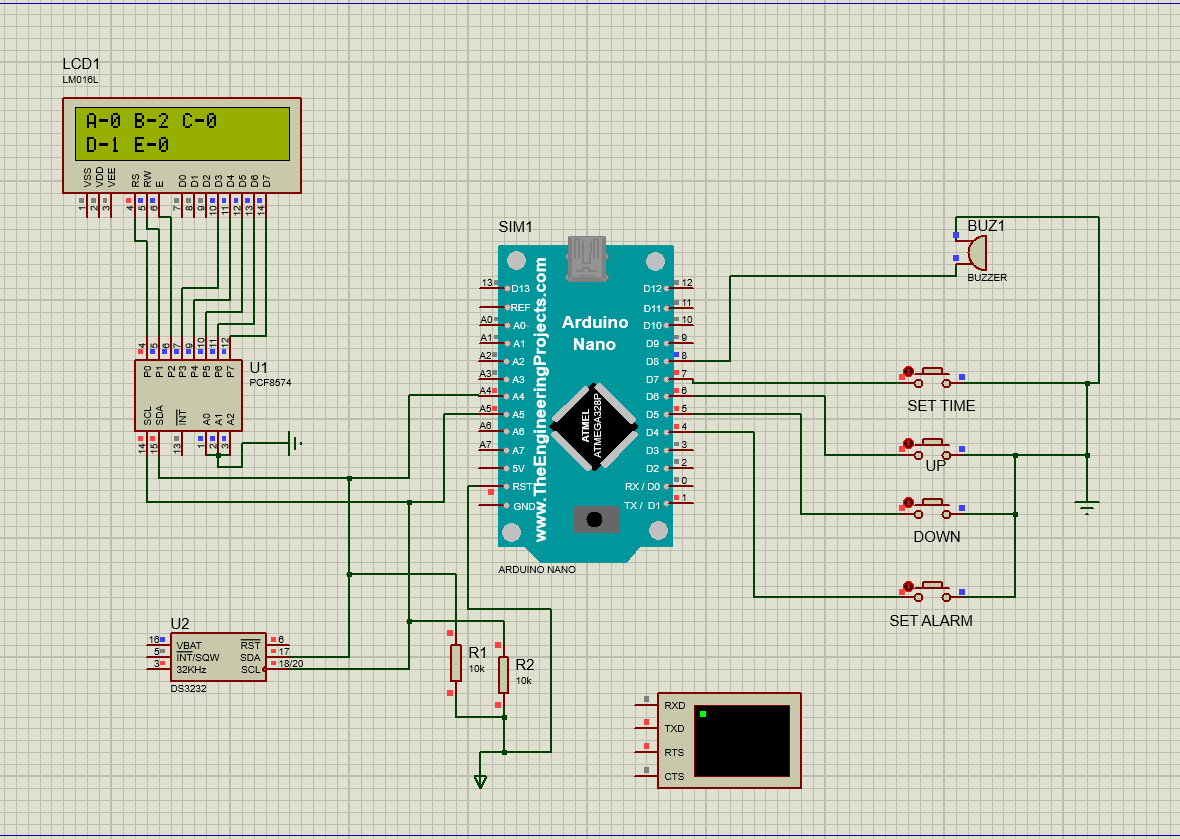 LCD1
LM016L
A-0 B-2 C-0
D-1 E-0
VSS VDD VEE RS RW E D0 D1 D2 D3 D4 D5 D6 D7
1 2 3 4 5 6 7 8 9 10 11 12 13 14
4 5 6 7 9 10 11 12
P0 P1 P2 P3 P4 P5 P6 P7
U1
PCF8574
SCL SDA INT A0 A1 A2
14 15 13 1 2 3
SIM1
www.TheEngineeringProjects.com
Arduino
Nano
ATMEL
ATMEGA328P
13 D13
REF
A0 A0
A1 A1
A2 A2
A3 A3
A4 A4
A5 A5
A6 A6
A7 A7
5V
RST
GND
D12 12
D11 11
D10 10
D9 9
D8 8
D7 7
D6 6
D5 5
D4 4
D3 3
D2 2
RX / D0 0
TX / D1 1
ARDUINO NANO
BUZ1
BUZZER
SET TIME
UP
DOWN
SET ALARM
U2
16 VBAT RST 6
5 INT/SQW SDA 17
3 32KHz SCL 18/20
DS3232
R1
10k
R2
10k
RXD
TXD
RTS
CTS